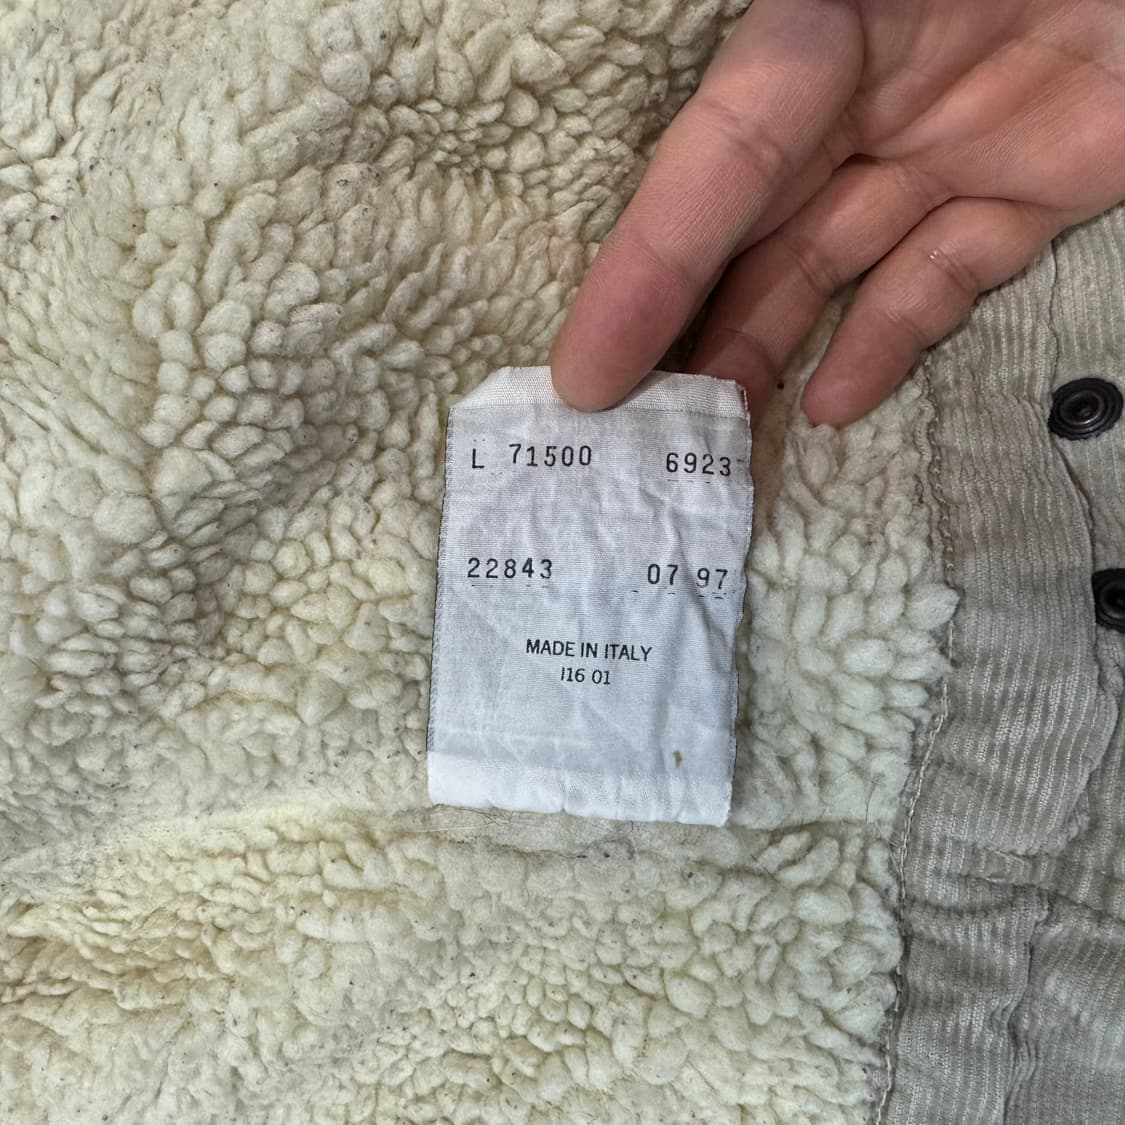 L 71500 6923
22843 07 97
MADE IN ITALY
I16 01